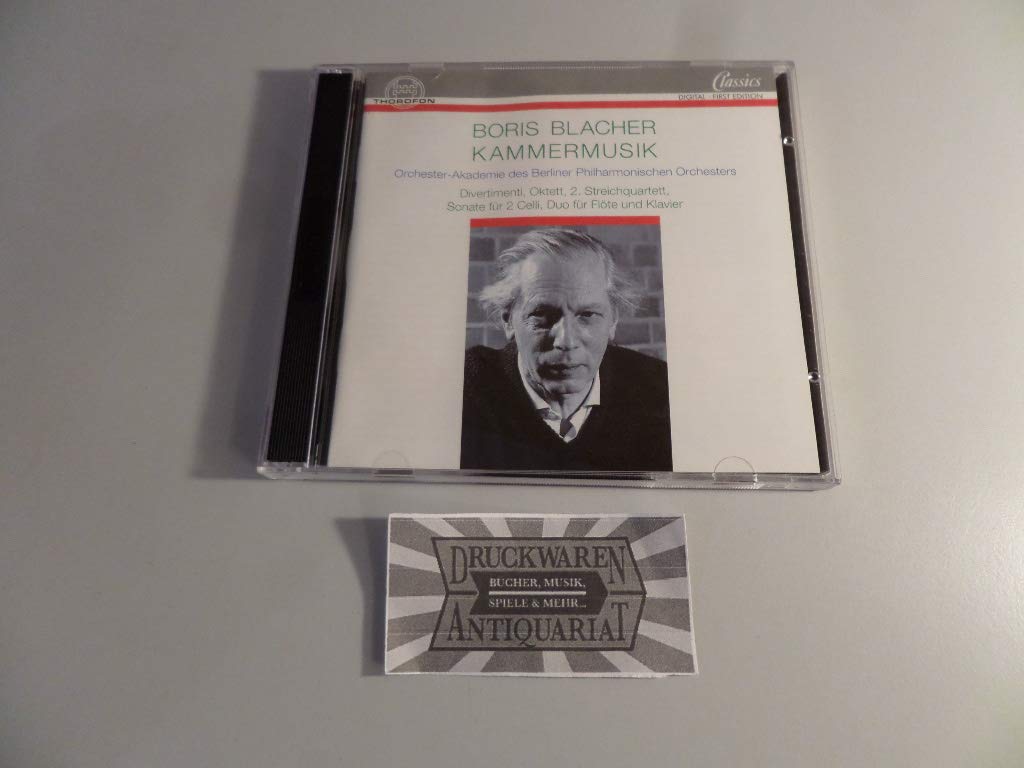 THOROFON
Classics
DIGITAL FIRST EDITION
BORIS BLACHER
KAMMERMUSIK
Orchester-Akademie des Berliner Philharmonischen Orchesters
Divertimenti, Oktett, 2. Streichquartett,
Sonate für 2 Celli, Duo für Flöte und Klavier
DRUCKWAREN
BÜCHER, MUSIK,
SPIELE & MEHR...
ANTIQUARIAT